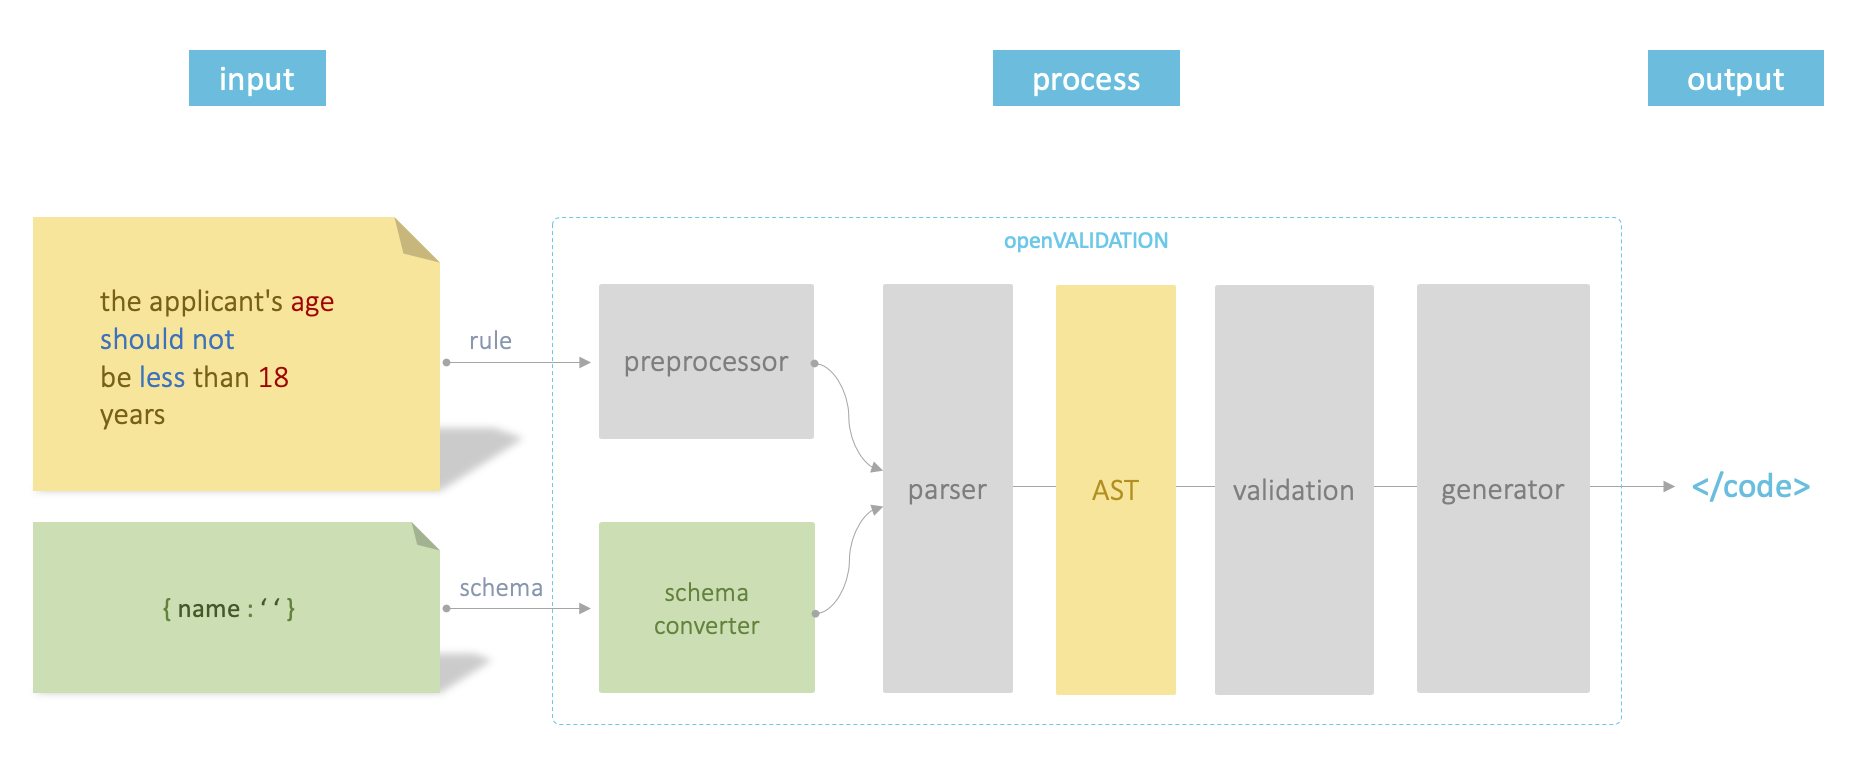 input
process
output
openVALIDATION
the applicant's age
should not
be less than 18
years
rule
preprocessor
{ name : ‘ ‘ }
schema
schema
converter
parser
AST
validation
generator
</code>